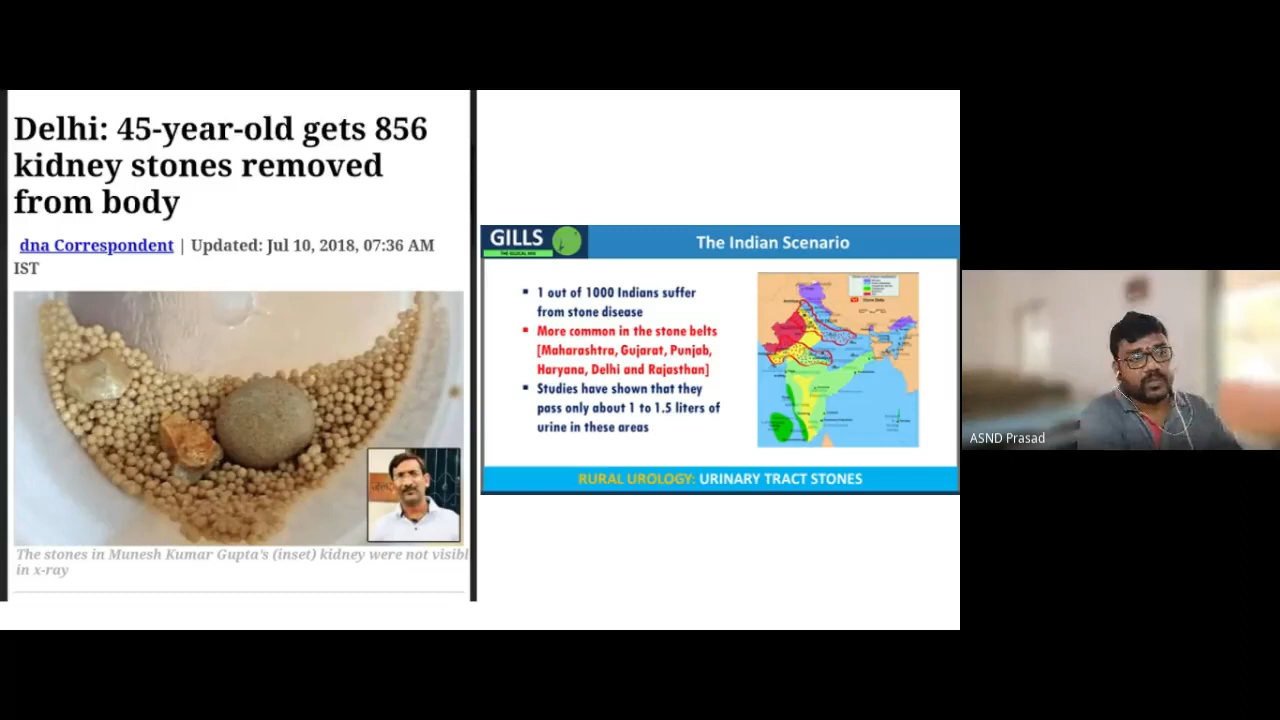 Delhi: 45-year-old gets 856
kidney stones removed
from body
dna Correspondent | Updated: Jul 10, 2018, 07:36 AM
IST
The stones in Munesh Kumar Gupta's (inset) kidney were not visibl
in x-ray
GILLS
The Indian Scenario
▪ 1 out of 1000 Indians suffer
from stone disease
▪ More common in the stone belts
[Maharashtra, Gujarat, Punjab,
Haryana, Delhi and Rajasthan]
▪ Studies have shown that they
pass only about 1 to 1.5 liters of
urine in these areas
RURAL UROLOGY: URINARY TRACT STONES
ASND Prasad